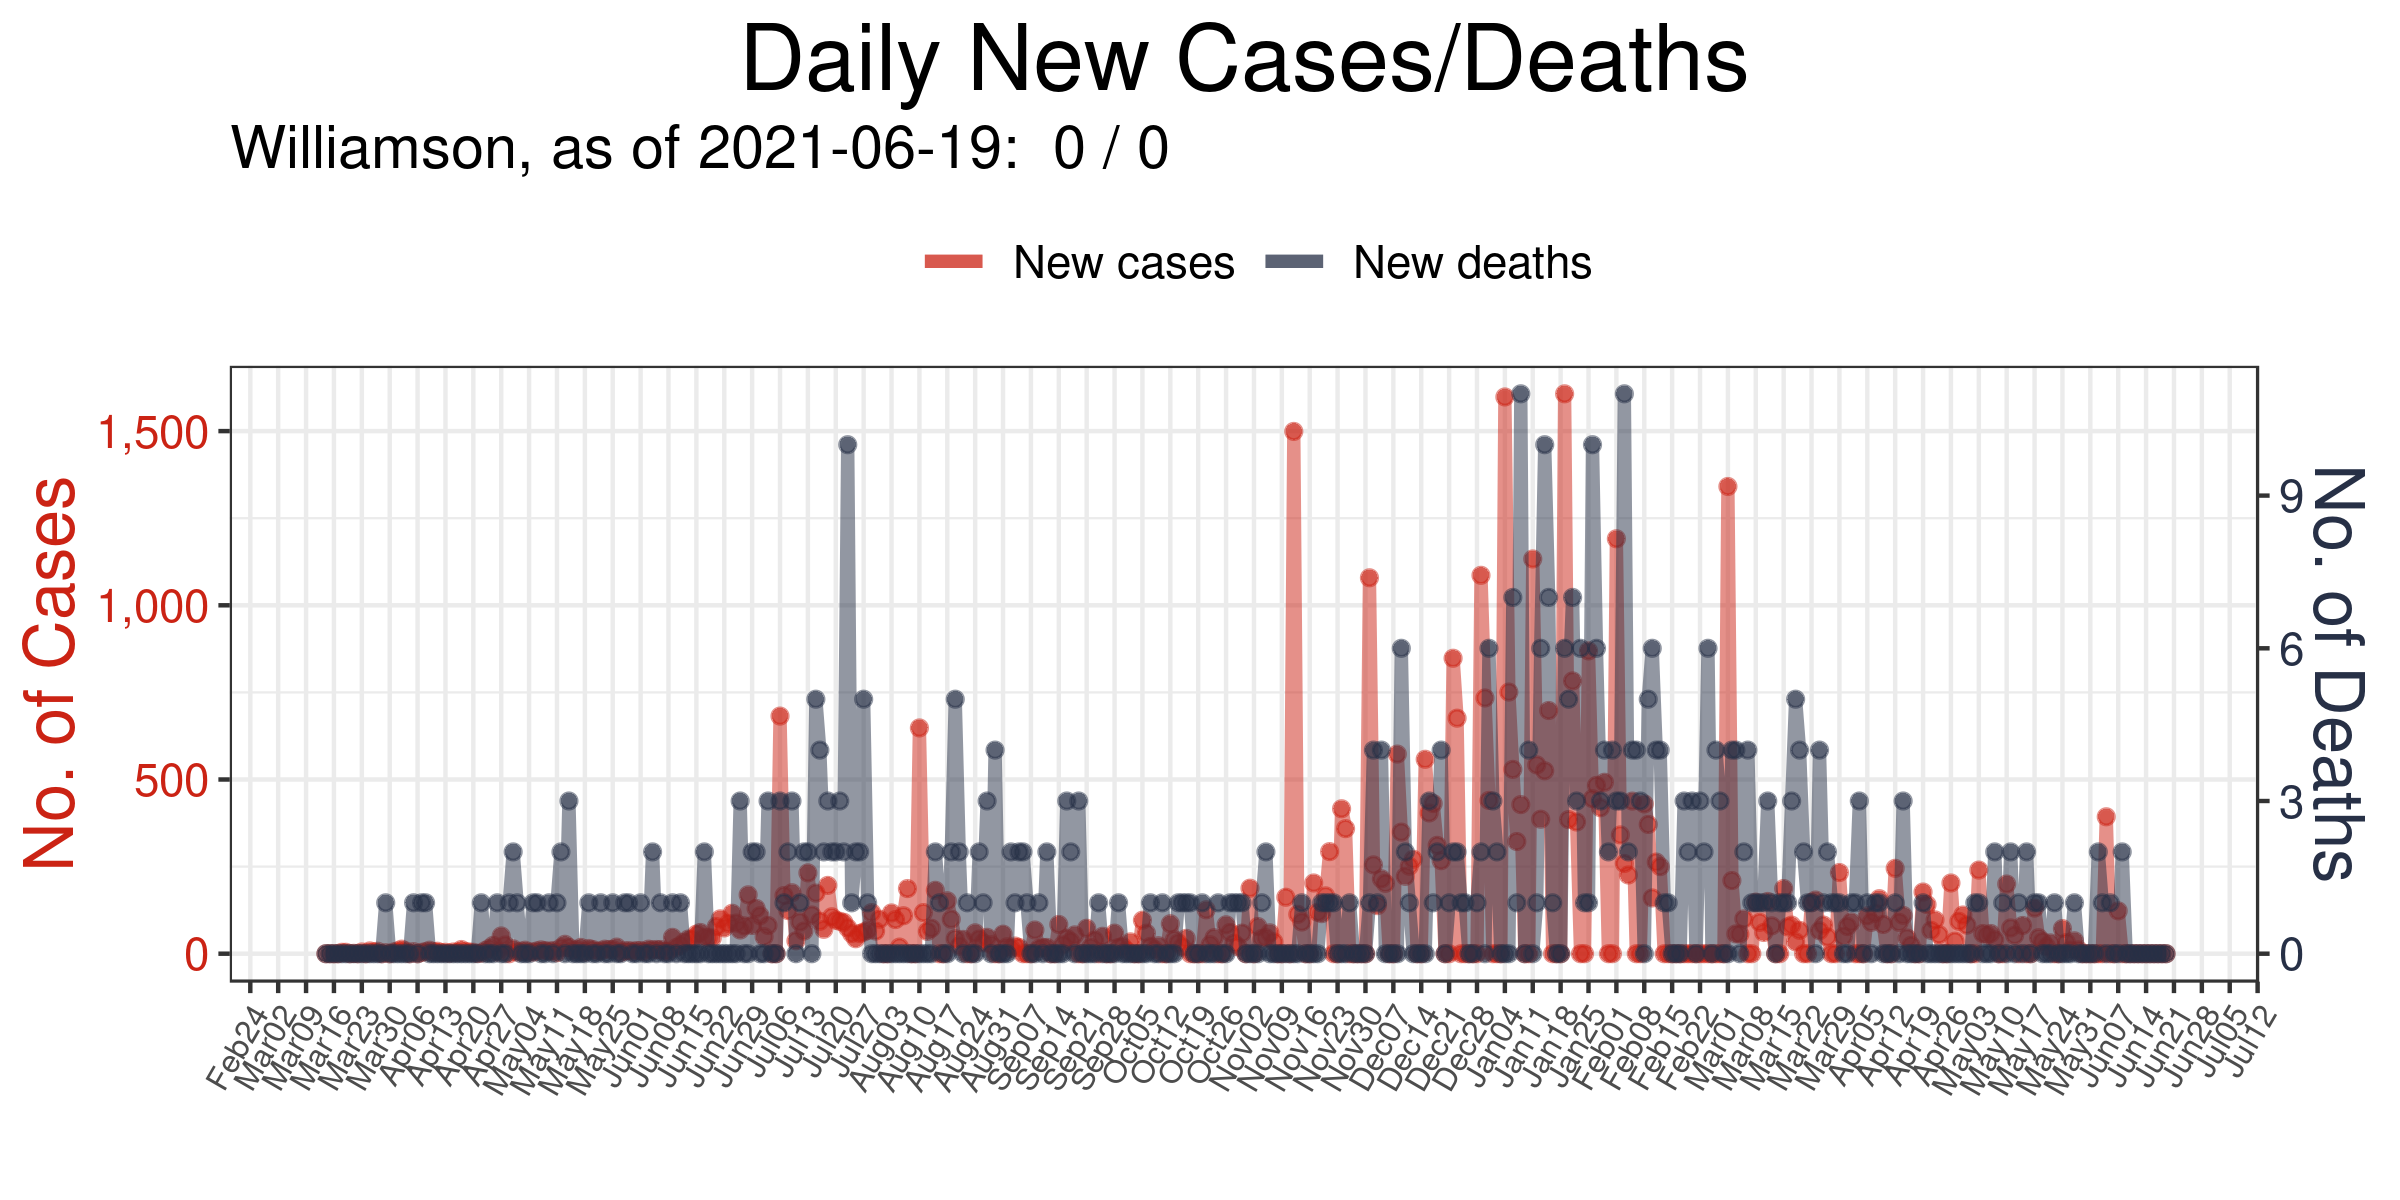 Daily New Cases/Deaths
Williamson, as of 2021-06-19: 0 / 0
New cases
New deaths
No. of Cases
1,500
1,000
500
0
No. of Deaths
9
6
3
0
Feb24
Mar02
Mar09
Mar16
Mar23
Mar30
Apr06
Apr13
Apr20
Apr27
May04
May11
May18
May25
Jun01
Jun08
Jun15
Jun22
Jun29
Jul06
Jul13
Jul20
Jul27
Aug03
Aug10
Aug17
Aug24
Aug31
Sep07
Sep14
Sep21
Sep28
Oct05
Oct12
Oct19
Oct26
Nov02
Nov09
Nov16
Nov23
Nov30
Dec07
Dec14
Dec21
Dec28
Jan04
Jan11
Jan18
Jan25
Feb01
Feb08
Feb15
Feb22
Mar01
Mar08
Mar15
Mar22
Mar29
Apr05
Apr12
Apr19
Apr26
May03
May10
May17
May24
May31
Jun07
Jun14
Jun21
Jun28
Jul05
Jul12